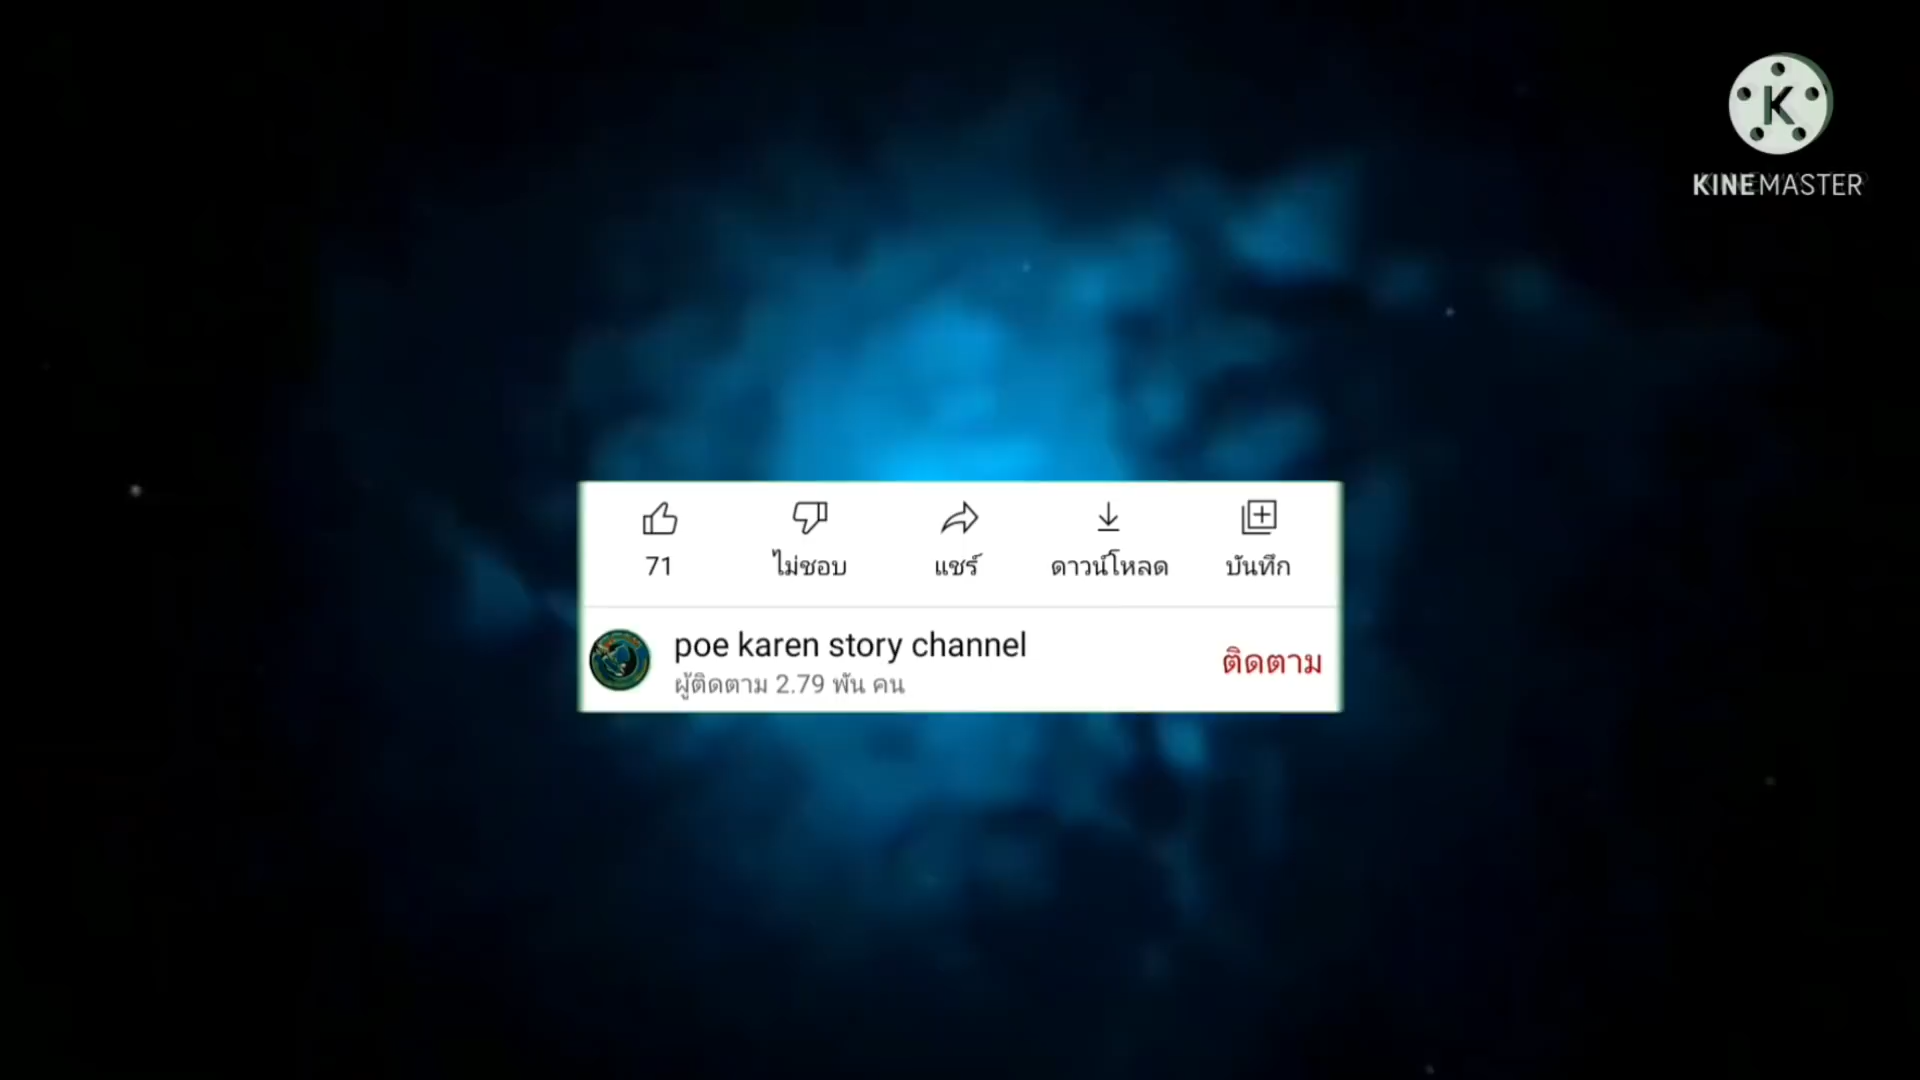 K
KINEMASTER
71 ไม่ชอบ แชร์ ดาวน์โหลด บันทึก
poe karen story channel
ผู้ติดตาม 2.79 พัน คน
ติดตาม